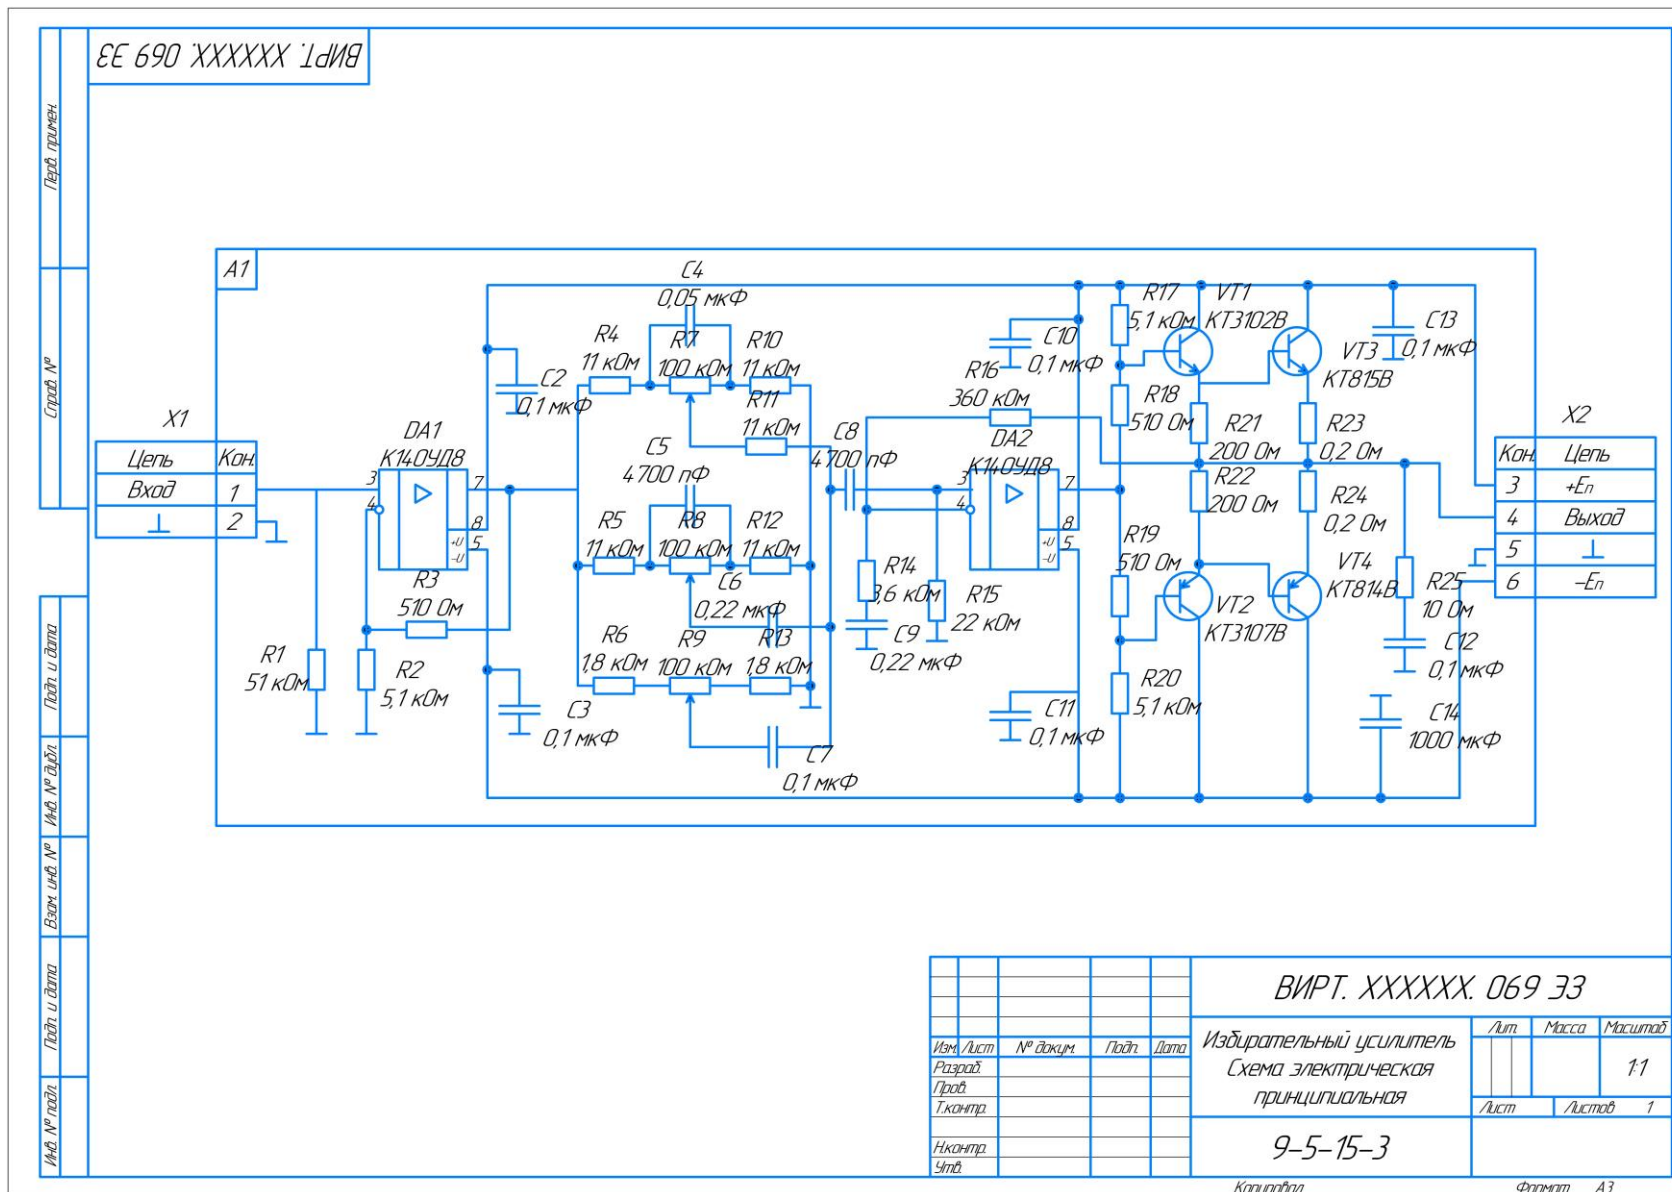 ВИРТ. XXXXXX. 069 ЭЗ
Перв. примен.
Справ. №
Подп. и дата
Инв. № дубл.
Взам. инв. №
Подп. и дата
Инв. № подл.
A1
X1
Цепь Кон.
Вход 1
⊥ 2
DA1
К140УД8
3
4
7
8
5
+U
-U
R1
51 кОм
R2
5,1 кОм
R3
510 Ом
C2
0,1 мкФ
C3
0,1 мкФ
R4
11 кОм
C4
0,05 мкФ
R7
100 кОм
R10
11 кОм
R11
11 кОм
C5
4700 пФ
R5
11 кОм
R8
100 кОм
R12
11 кОм
C6
0,22 мкФ
R6
1,8 кОм
R9
100 кОм
R13
1,8 кОм
C7
0,1 мкФ
C8
4700 пФ
R14
3,6 кОм
C9
0,22 мкФ
R15
22 кОм
R16
360 кОм
C10
0,1 мкФ
DA2
К140УД8
3
4
7
8
5
+U
-U
C11
0,1 мкФ
R17
5,1 кОм
R18
510 Ом
R19
510 Ом
R20
5,1 кОм
VT1
КТ3102В
VT2
КТ3107В
R21
200 Ом
R22
200 Ом
VT3
КТ815В
R23
0,2 Ом
R24
0,2 Ом
VT4
КТ814В
C13
0,1 мкФ
R25
10 Ом
C12
0,1 мкФ
C14
1000 мкФ
X2
Кон. Цепь
3 +Еп
4 Выход
5 ⊥
6 -Еп
ВИРТ. XXXXXX. 069 ЭЗ
Изм. Лист № докум. Подп. Дата
Разраб.
Пров.
Т.контр.
Н.контр.
Утв.
Избирательный усилитель
Схема электрическая
принципиальная
Лит. Масса Масштаб
1:1
Лист Листов 1
9-5-15-3
Копировал Формат А3